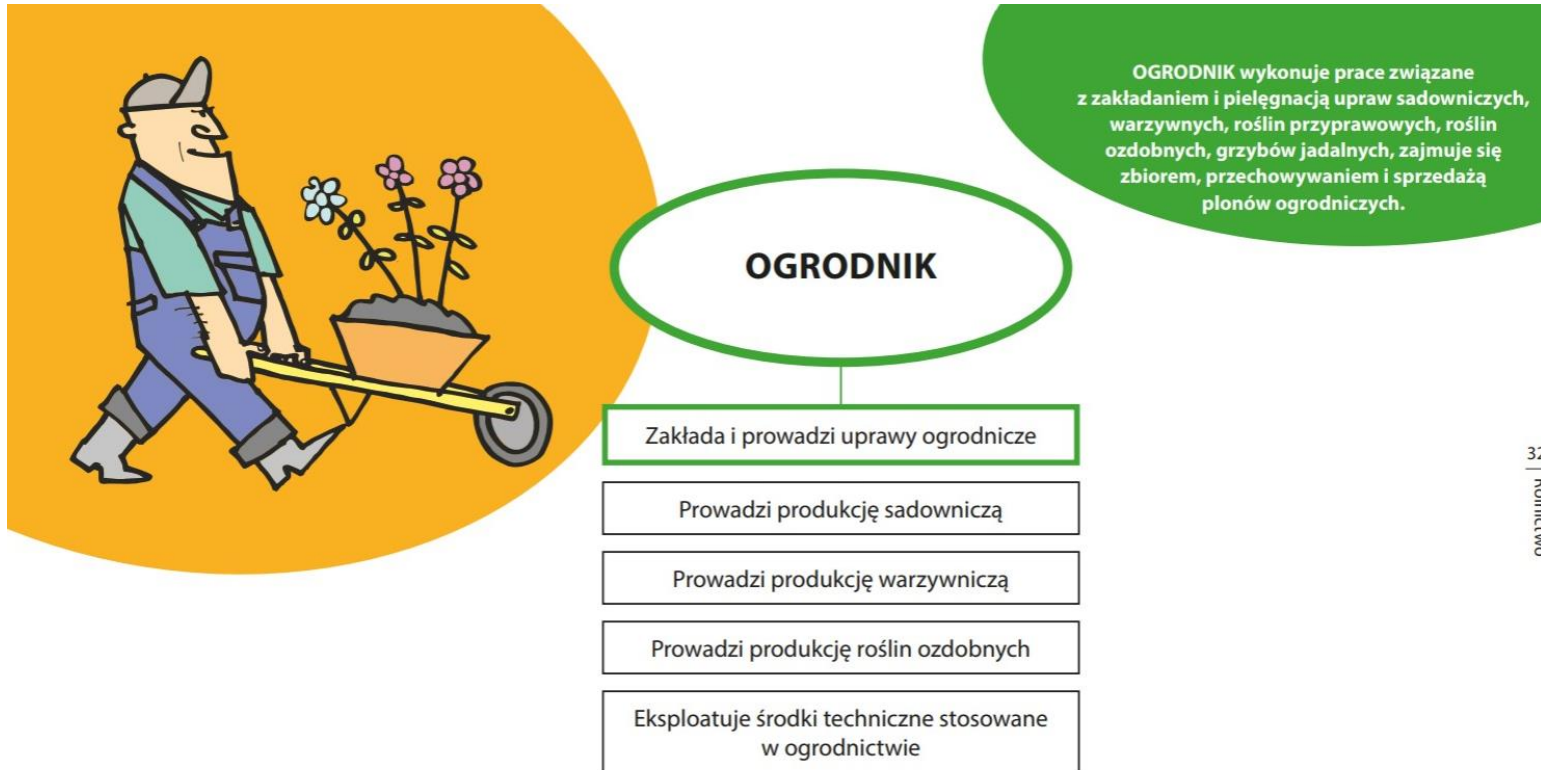 OGRODNIK wykonuje prace związane
z zakładaniem i pielęgnacją upraw sadowniczych,
warzywnych, roślin przyprawowych, roślin
ozdobnych, grzybów jadalnych, zajmuje się
zbiorem, przechowywaniem i sprzedażą
plonów ogrodniczych.
OGRODNIK
Zakłada i prowadzi uprawy ogrodnicze
Prowadzi produkcję sadowniczą
Prowadzi produkcję warzywniczą
Prowadzi produkcję roślin ozdobnych
Eksploatuje środki techniczne stosowane
w ogrodnictwie
32
Rolnictwo